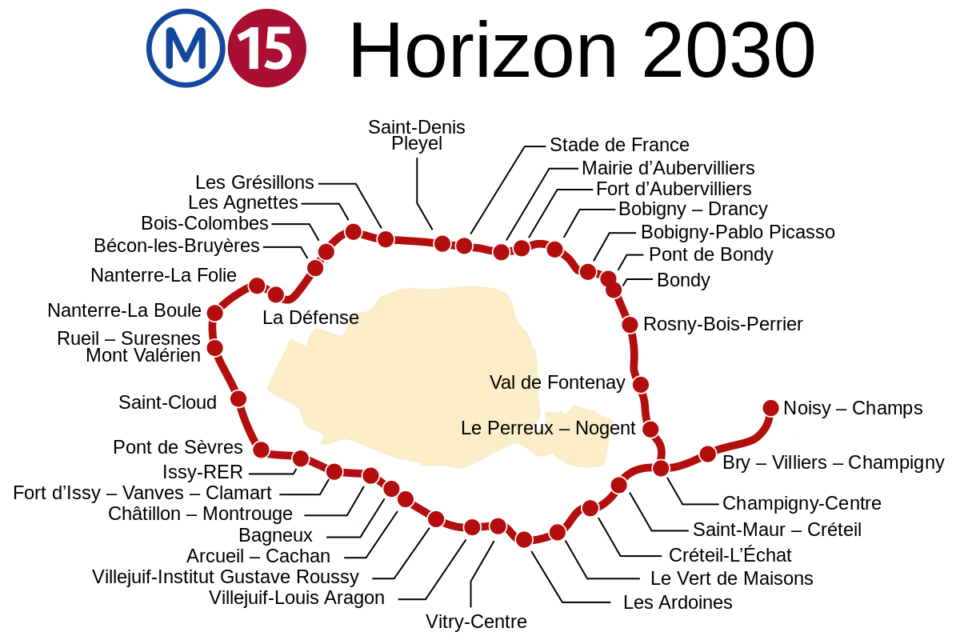 M 15 Horizon 2030
Saint-Denis
Pleyel
Stade de France
Mairie d’Aubervilliers
Fort d’Aubervilliers
Bobigny – Drancy
Bobigny-Pablo Picasso
Pont de Bondy
Bondy
Rosny-Bois-Perrier
Val de Fontenay
Le Perreux – Nogent
Noisy – Champs
Bry – Villiers – Champigny
Champigny-Centre
Saint-Maur – Créteil
Créteil-L’Échat
Le Vert de Maisons
Les Ardoines
Vitry-Centre
Villejuif-Louis Aragon
Villejuif-Institut Gustave Roussy
Arcueil – Cachan
Bagneux
Châtillon – Montrouge
Fort d’Issy – Vanves – Clamart
Issy-RER
Pont de Sèvres
Saint-Cloud
Rueil – Suresnes
Mont Valérien
Nanterre-La Boule
Nanterre-La Folie
La Défense
Bécon-les-Bruyères
Bois-Colombes
Les Agnettes
Les Grésillons